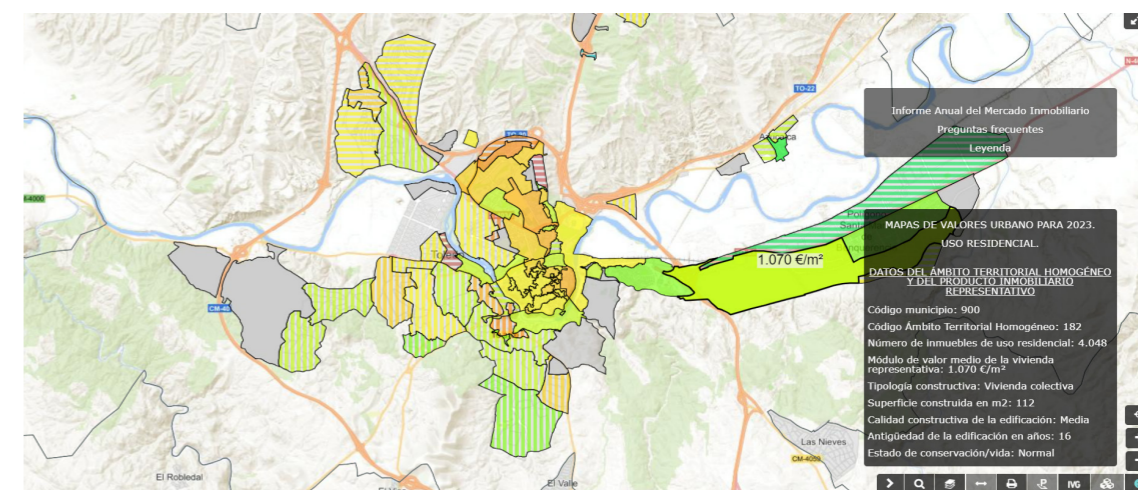 TO-22
N-4
Informe Anual del Mercado Inmobiliario
Preguntas frecuentes
Leyenda
MAPAS DE VALORES URBANO PARA 2023.
USO RESIDENCIAL.
DATOS DEL ÁMBITO TERRITORIAL HOMOGÉNEO
Y DEL PRODUCTO INMOBILIARIO
REPRESENTATIVO
Código municipio: 900
Código Ámbito Territorial Homogéneo: 182
Número de inmuebles de uso residencial: 4.048
Módulo de valor medio de la vivienda
representativa: 1.070 €/m²
Tipología constructiva: Vivienda colectiva
Superficie construida en m2: 112
Calidad constructiva de la edificación: Media
Antigüedad de la edificación en años: 16
Estado de conservación/vida: Normal
1.070 €/m²
CM-40
Las Nieves
CM-4059
El Robledal
El Valle
IVG